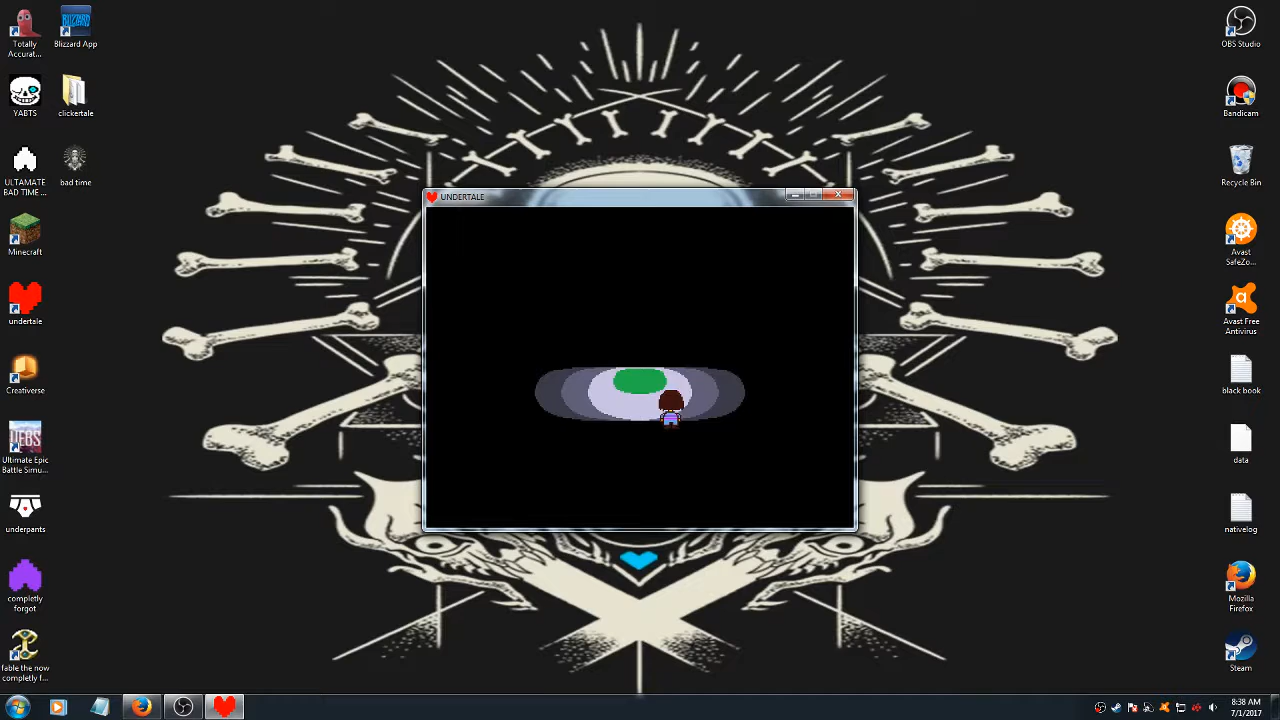 Totally
Accurat...
Blizzard App
YABTS
clickertale
ULTIMATE
BAD TIME ...
bad time
Minecraft
undertale
Creativerse
Ultimate Epic
Battle Simu...
underpants
completly
forgot
fable the now
completly f...
UNDERTALE
OBS Studio
Bandicam
Recycle Bin
Avast
SafeZo...
Avast Free
Antivirus
black book
data
nativelog
Mozilla
Firefox
Steam
8:38 AM
7/1/2017